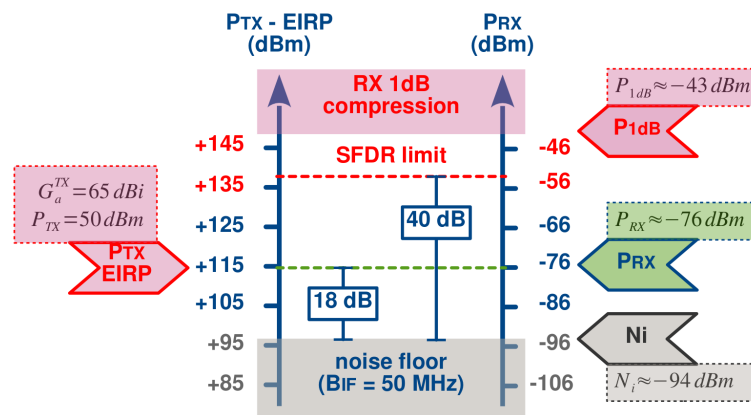 PTX - EIRP
(dBm)
PRX
(dBm)
RX 1dB
compression
P1dB ≈ −43 dBm
P1dB
+145
-46
SFDR limit
GaTX = 65 dBi
PTX = 50 dBm
+135
-56
40 dB
+125
-66
PRX ≈ −76 dBm
PTX
EIRP
+115
-76
PRX
18 dB
+105
-86
+95
-96
Ni
noise floor
(BIF = 50 MHz)
+85
-106
Ni ≈ −94 dBm